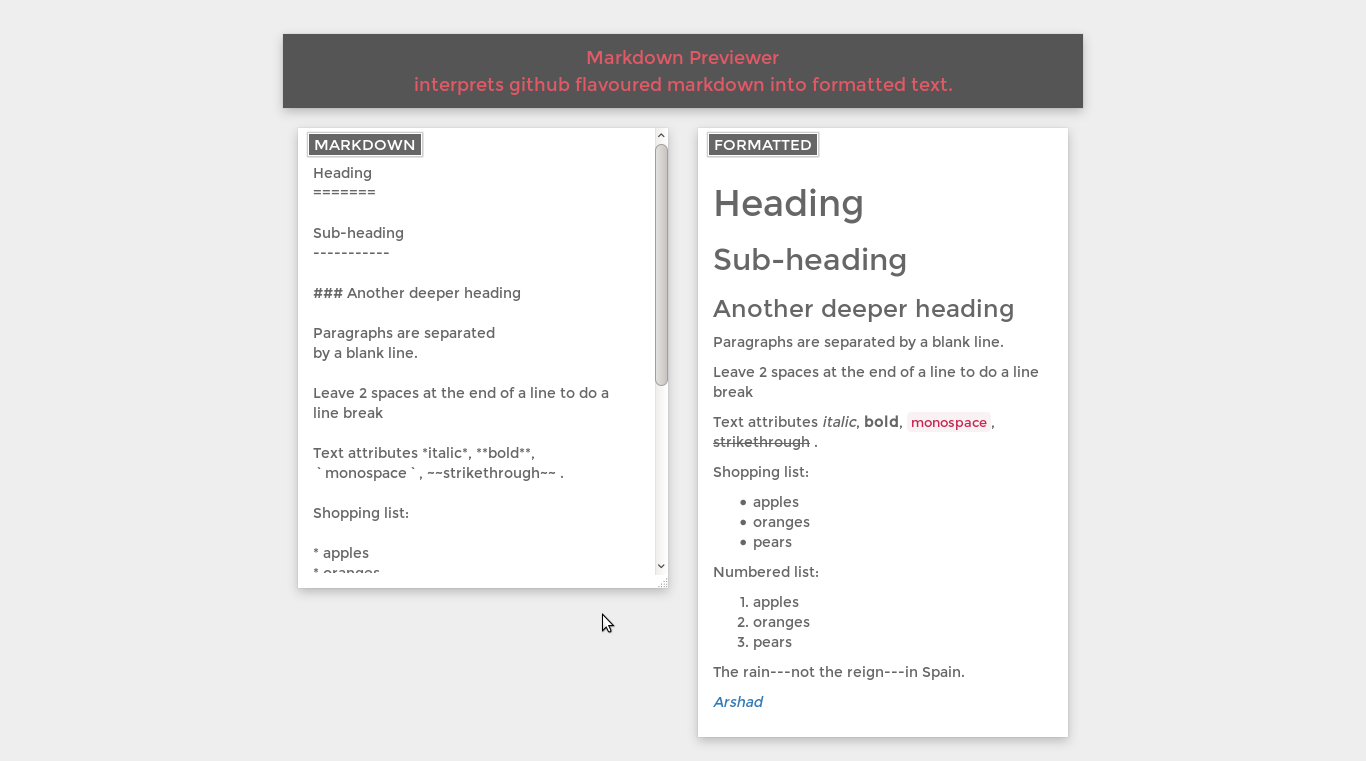 Markdown Previewer
interprets github flavoured markdown into formatted text.
MARKDOWN
Heading
=======
Sub-heading
-----------
### Another deeper heading
Paragraphs are separated
by a blank line.
Leave 2 spaces at the end of a line to do a
line break
Text attributes *italic*, **bold**,
`monospace`, ~~strikethrough~~ .
Shopping list:
* apples
* oranges
FORMATTED
Heading
Sub-heading
Another deeper heading
Paragraphs are separated by a blank line.
Leave 2 spaces at the end of a line to do a line
break
Text attributes italic, bold, monospace ,
strikethrough .
Shopping list:
• apples
• oranges
• pears
Numbered list:
1. apples
2. oranges
3. pears
The rain---not the reign---in Spain.
Arshad